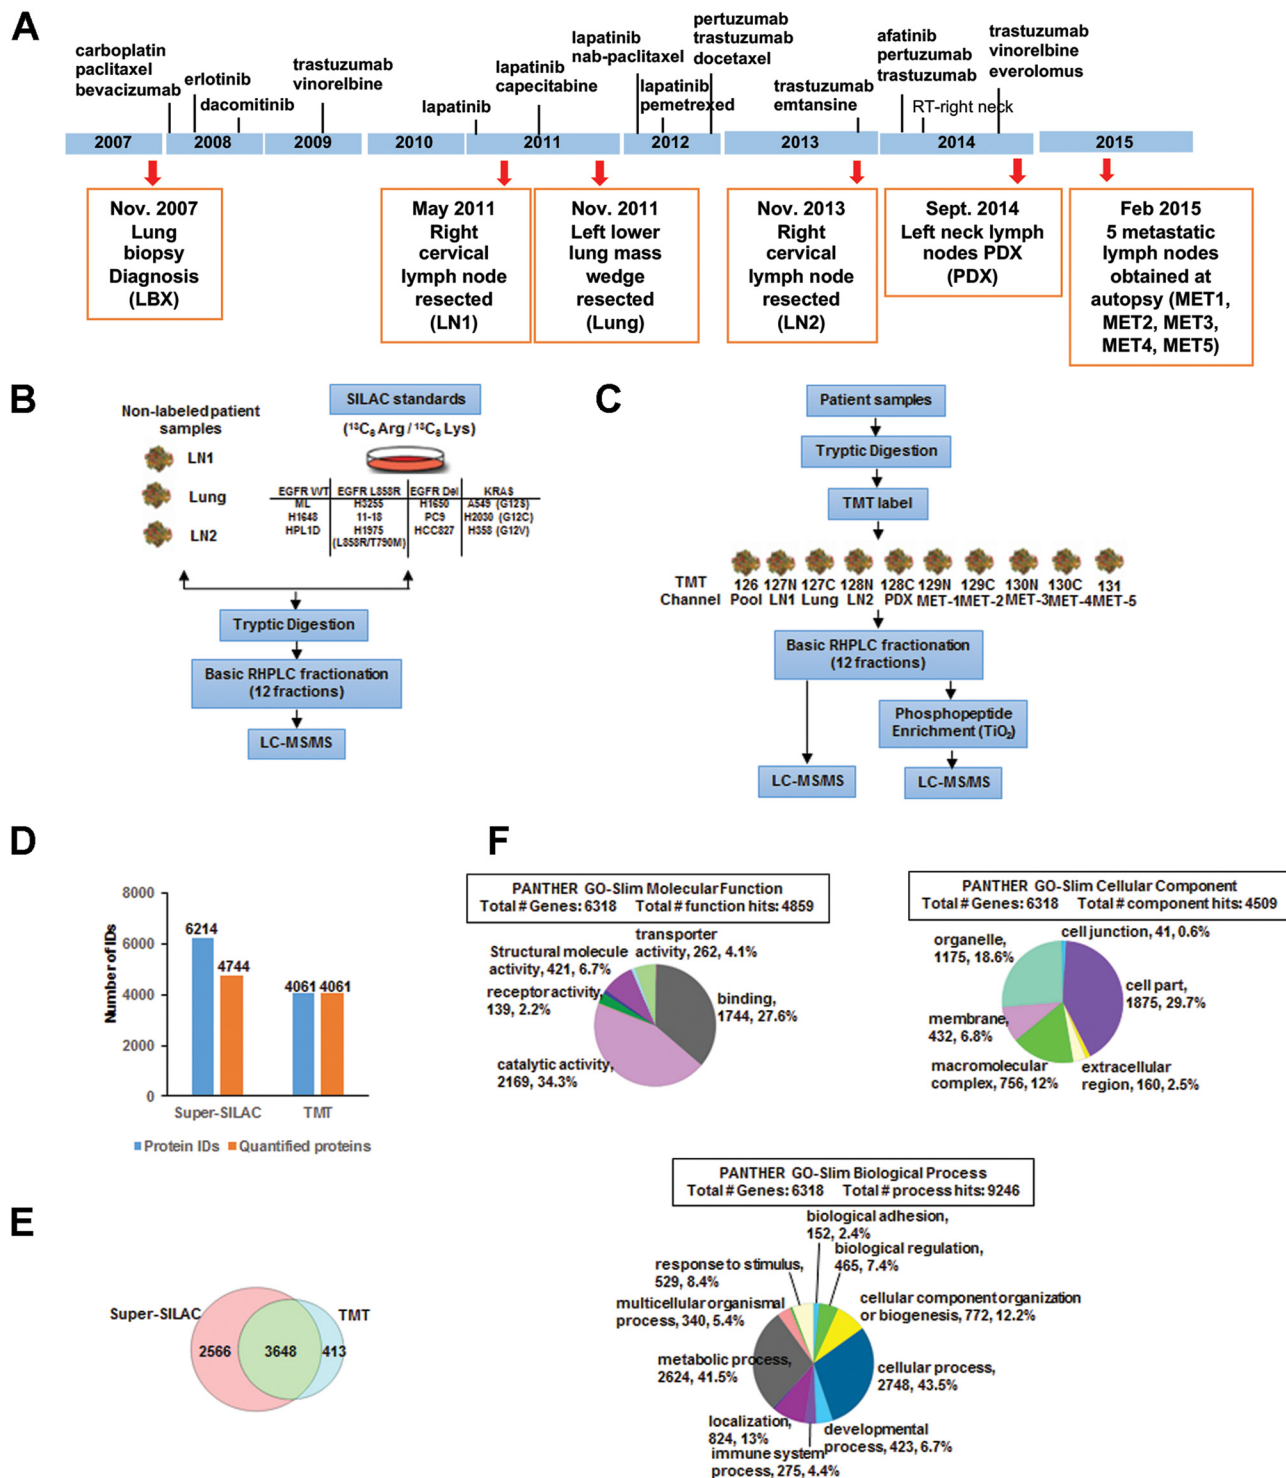 A
carboplatin
paclitaxel
bevacizumab
erlotinib
dacomitinib
trastuzumab
vinorelbine
lapatinib
lapatinib
capecitabine
lapatinib
nab-paclitaxel
lapatinib
pemetrexed
pertuzumab
trastuzumab
docetaxel
trastuzumab
emtansine
afatinib
pertuzumab
trastuzumab
RT-right neck
trastuzumab
vinorelbine
everolomus
2007 2008 2009 2010 2011 2012 2013 2014 2015
Nov. 2007
Lung
biopsy
Diagnosis
(LBX)
May 2011
Right
cervical
lymph node
resected
(LN1)
Nov. 2011
Left lower
lung mass
wedge
resected
(Lung)
Nov. 2013
Right
cervical
lymph node
resected
(LN2)
Sept. 2014
Left neck lymph
nodes PDX
(PDX)
Feb 2015
5 metastatic
lymph nodes
obtained at
autopsy (MET1,
MET2, MET3,
MET4, MET5)
B
Non-labeled patient
samples
LN1
Lung
LN2
SILAC standards
(¹³C₆ Arg / ¹³C₆ Lys)
EGFR WT EGFR L858R EGFR Del KRAS
ML H3255 H1650 A549 (G12S)
H1648 11-18 PC9 H2030 (G12C)
HPL1D H1975 HCC827 H358 (G12V)
(L858R/T790M)
Tryptic Digestion
Basic RHPLC fractionation
(12 fractions)
LC-MS/MS
C
Patient samples
Tryptic Digestion
TMT label
TMT
Channel
126 127N 127C 128N 128C 129N 129C 130N 130C 131
Pool LN1 Lung LN2 PDX MET-1 MET-2 MET-3 MET-4 MET-5
Basic RHPLC fractionation
(12 fractions)
Phosphopeptide
Enrichment (TiO₂)
LC-MS/MS
LC-MS/MS
D
Number of IDs
8000
6000
4000
2000
0
6214
4744
4061 4061
Super-SILAC TMT
Protein IDs Quantified proteins
E
Super-SILAC
TMT
2566 3648 413
F
PANTHER GO-Slim Molecular Function
Total # Genes: 6318 Total # function hits: 4859
transporter
activity, 262, 4.1%
Structural molecule
activity, 421, 6.7%
receptor activity,
139, 2.2%
binding,
1744, 27.6%
catalytic activity,
2169, 34.3%
PANTHER GO-Slim Cellular Component
Total # Genes: 6318 Total # component hits: 4509
cell junction, 41, 0.6%
organelle,
1175, 18.6%
cell part,
1875, 29.7%
membrane,
432, 6.8%
macromolecular
complex, 756, 12%
extracellular
region, 160, 2.5%
PANTHER GO-Slim Biological Process
Total # Genes: 6318 Total # process hits: 9246
biological adhesion,
152, 2.4%
biological regulation,
465, 7.4%
response to stimulus,
529, 8.4%
multicellular organismal
process, 340, 5.4%
cellular component organization
or biogenesis, 772, 12.2%
metabolic process,
2624, 41.5%
cellular process,
2748, 43.5%
localization,
824, 13%
developmental
process, 423, 6.7%
immune system
process, 275, 4.4%